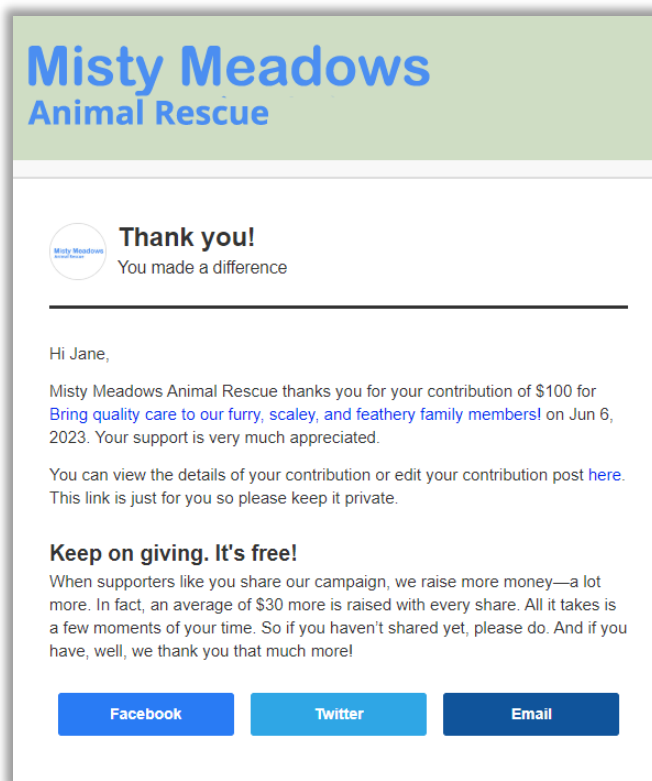 Misty Meadows
Animal Rescue
Misty Meadows
Animal Rescue
Thank you!
You made a difference
Hi Jane,
Misty Meadows Animal Rescue thanks you for your contribution of $100 for
Bring quality care to our furry, scaley, and feathery family members! on Jun 6,
2023. Your support is very much appreciated.
You can view the details of your contribution or edit your contribution post here.
This link is just for you so please keep it private.
Keep on giving. It's free!
When supporters like you share our campaign, we raise more money—a lot
more. In fact, an average of $30 more is raised with every share. All it takes is
a few moments of your time. So if you haven’t shared yet, please do. And if you
have, well, we thank you that much more!
Facebook
Twitter
Email